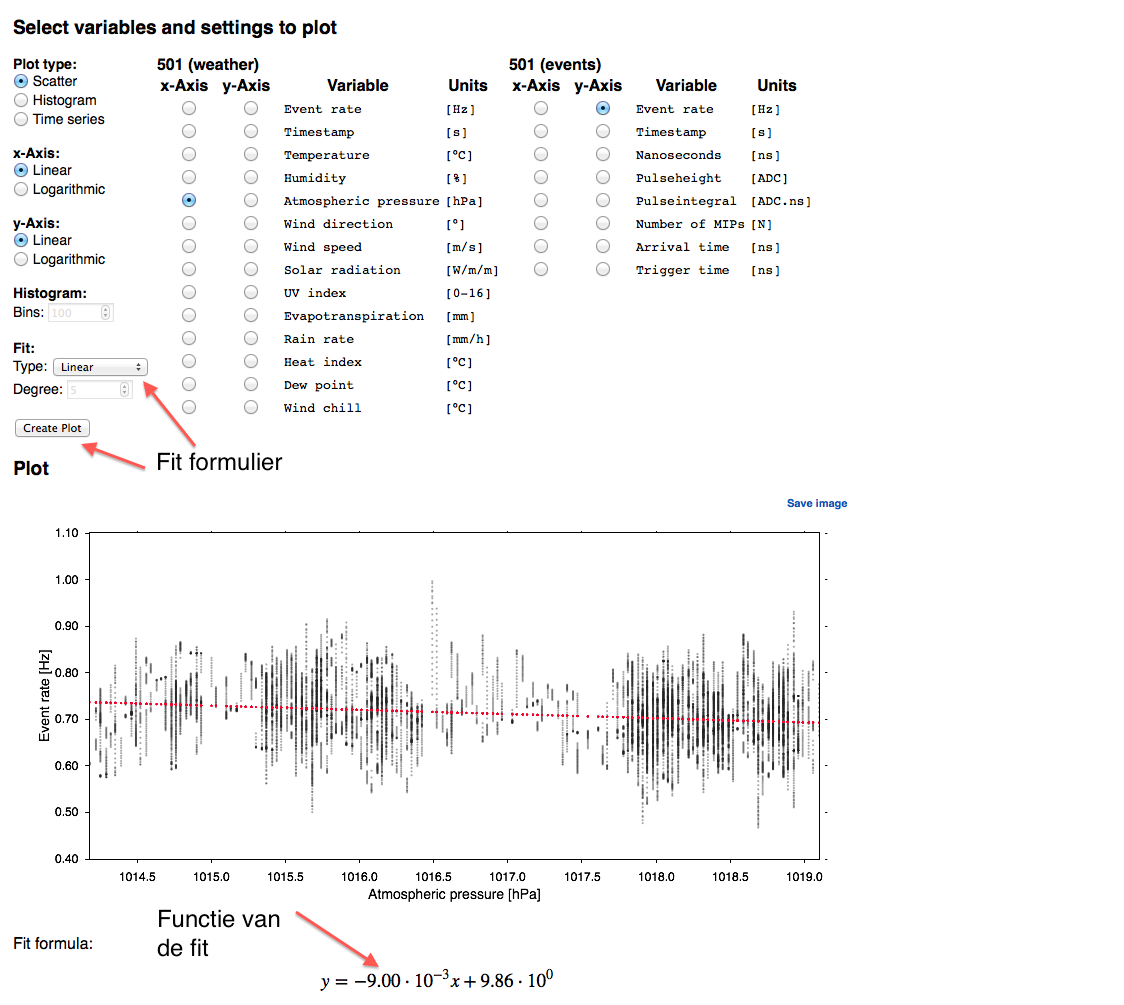 Select variables and settings to plot
Plot type:
Scatter
Histogram
Time series
x-Axis:
Linear
Logarithmic
y-Axis:
Linear
Logarithmic
Histogram:
Bins: 100
Fit:
Type: Linear
Degree: 5
Create Plot
501 (weather)
x-Axis y-Axis Variable Units
Event rate [Hz]
Timestamp [s]
Temperature [°C]
Humidity [%]
Atmospheric pressure [hPa]
Wind direction [°]
Wind speed [m/s]
Solar radiation [W/m/m]
UV index [0-16]
Evapotranspiration [mm]
Rain rate [mm/h]
Heat index [°C]
Dew point [°C]
Wind chill [°C]
501 (events)
x-Axis y-Axis Variable Units
Event rate [Hz]
Timestamp [s]
Nanoseconds [ns]
Pulseheight [ADC]
Pulseintegral [ADC.ns]
Number of MIPs [N]
Arrival time [ns]
Trigger time [ns]
Fit formulier
Plot
Save image
Event rate [Hz]
1.10
1.00
0.90
0.80
0.70
0.60
0.50
0.40
1014.5 1015.0 1015.5 1016.0 1016.5 1017.0 1017.5 1018.0 1018.5 1019.0
Atmospheric pressure [hPa]
Functie van
de fit
Fit formula:
y = −9.00 · 10⁻³x + 9.86 · 10⁰